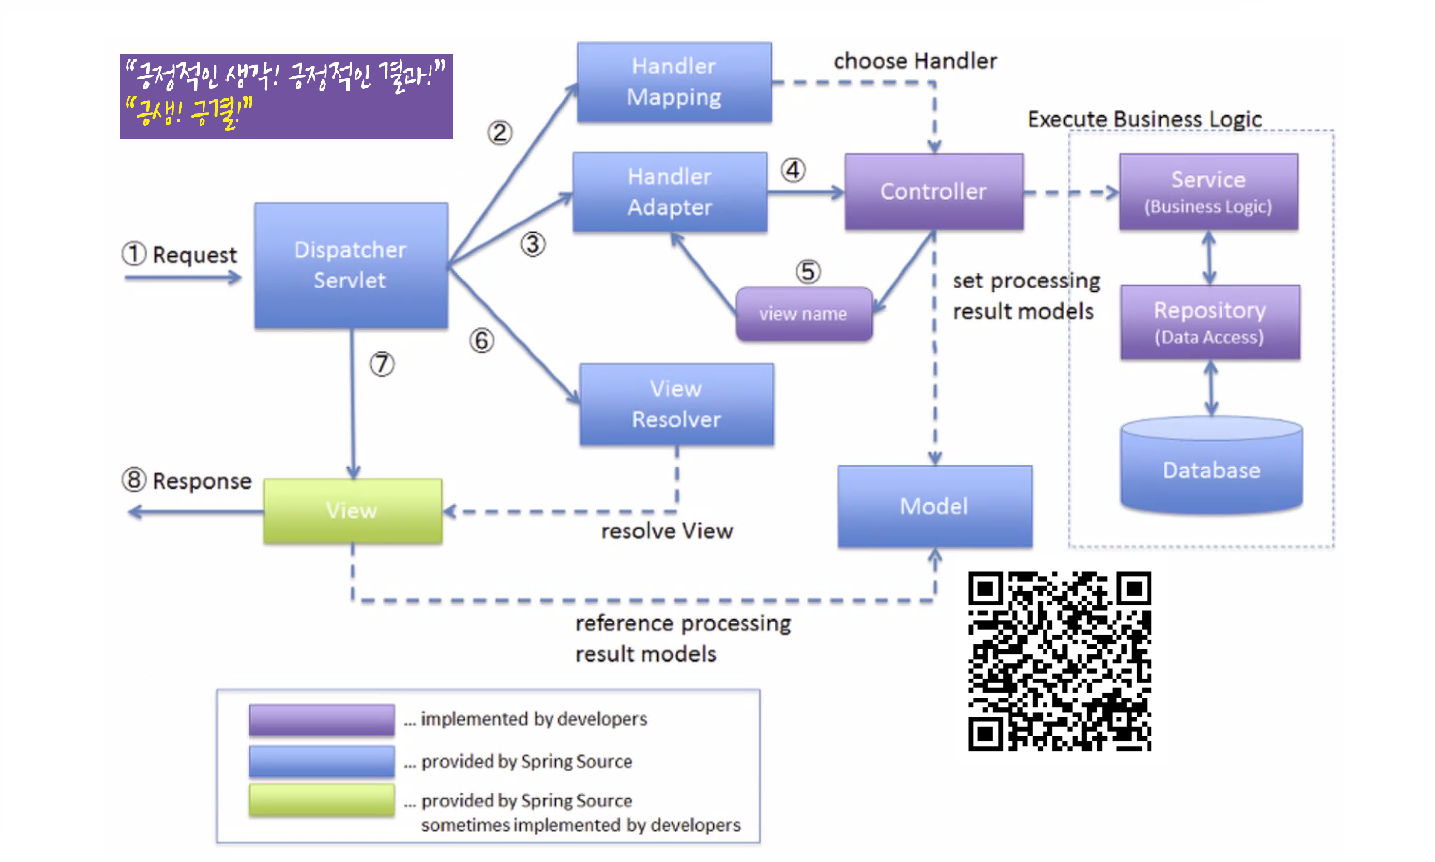 “긍정적인 생각! 긍정적인 결과!”
“긍생! 긍결!”
Handler
Mapping
choose Handler
②
Execute Business Logic
Handler
Adapter
④
Controller
Service
(Business Logic)
③
Dispatcher
Servlet
① Request
⑤
view name
set processing
result models
Repository
(Data Access)
⑥
⑦
View
Resolver
Database
⑧ Response
View
resolve View
Model
reference processing
result models
... implemented by developers
... provided by Spring Source
... provided by Spring Source
sometimes implemented by developers